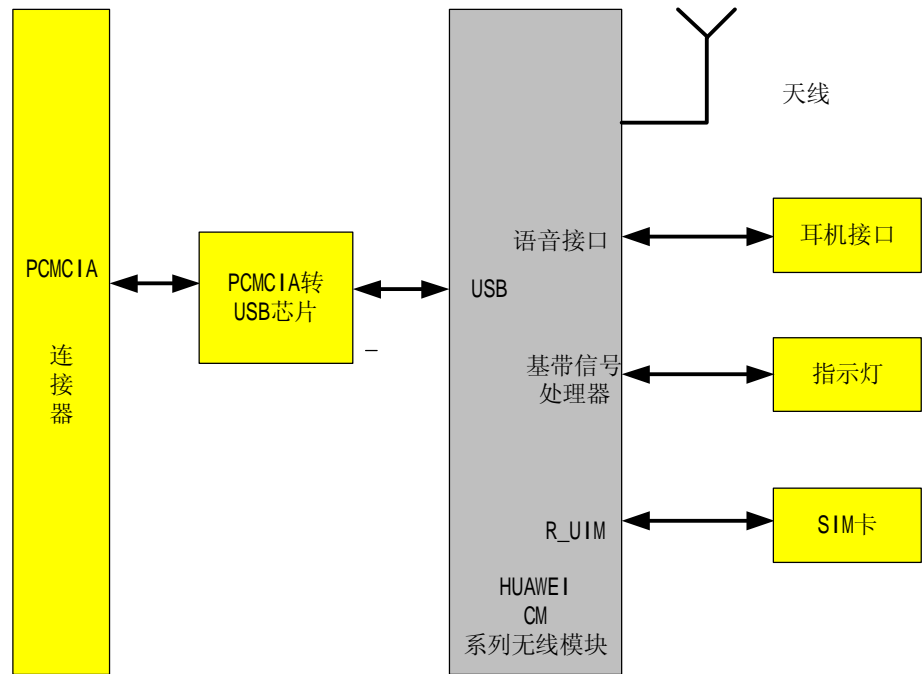 天线
语音接口
耳机接口
PCMCIA
PCMCIA转
USB芯片
USB
连
接
器
基带信号
处理器
指示灯
R_UIM
SIM卡
HUAWEI
CM
系列无线模块